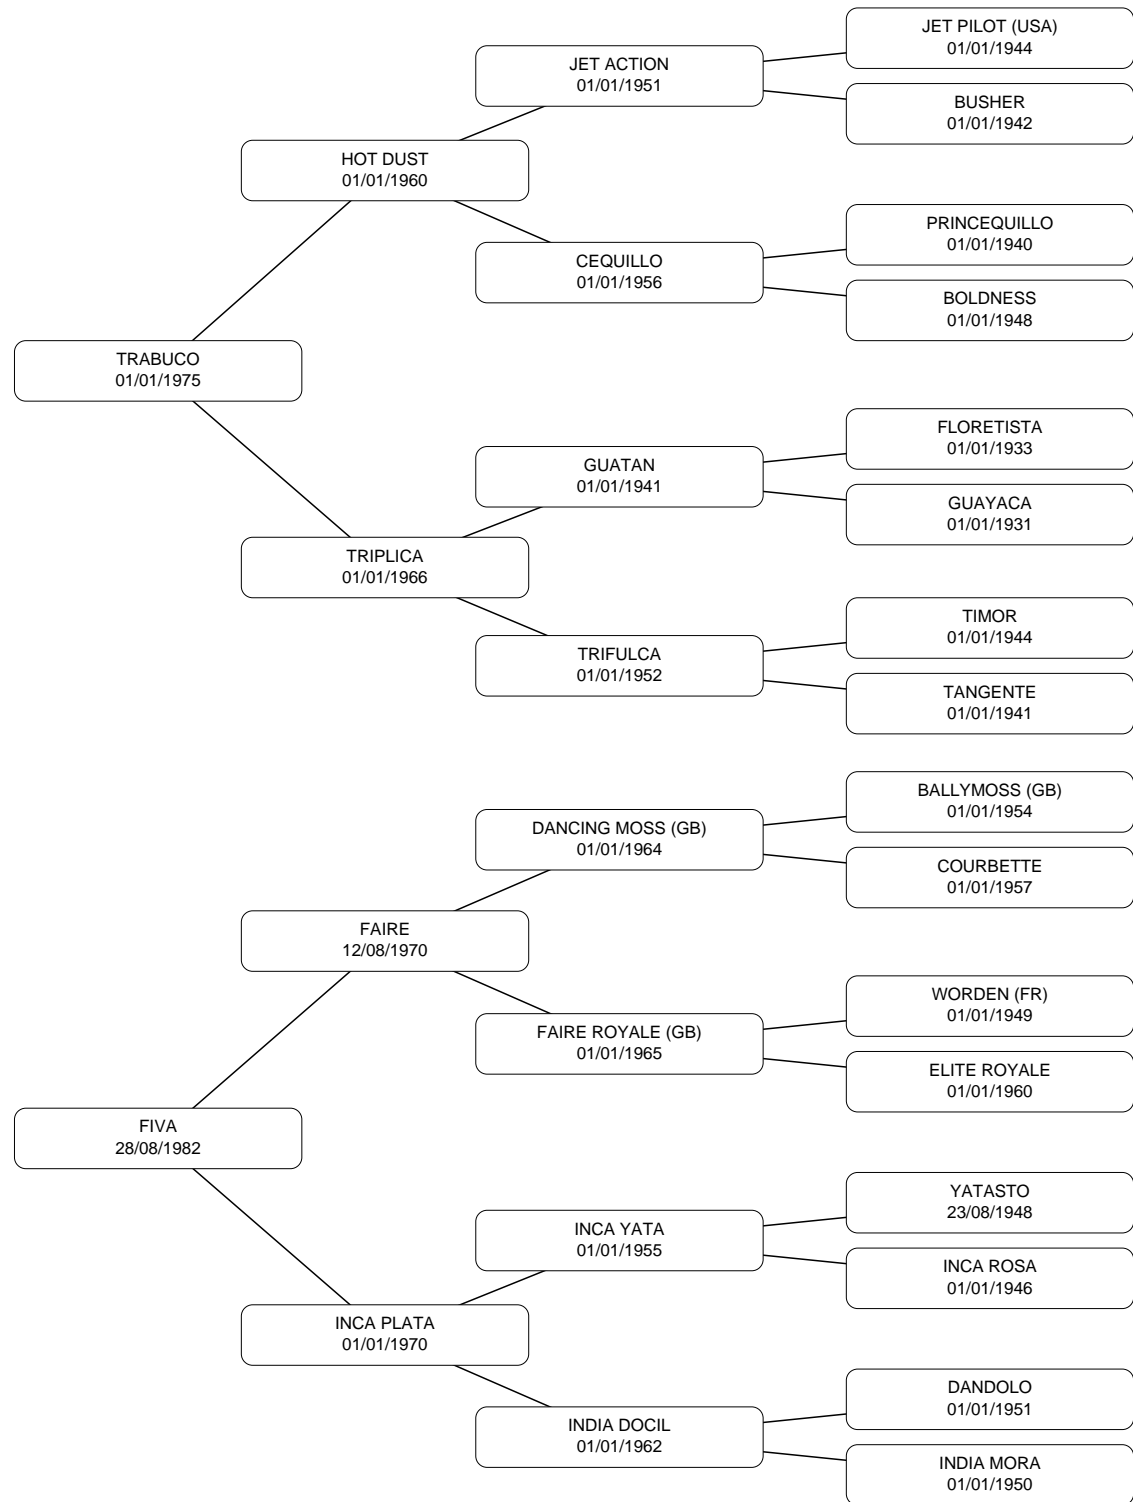 JET PILOT (USA)
01/01/1944
JET ACTION
01/01/1951
BUSHER
01/01/1942
HOT DUST
01/01/1960
PRINCEQUILLO
01/01/1940
CEQUILLO
01/01/1956
BOLDNESS
01/01/1948
TRABUCO
01/01/1975
FLORETISTA
01/01/1933
GUATAN
01/01/1941
GUAYACA
01/01/1931
TRIPLICA
01/01/1966
TIMOR
01/01/1944
TRIFULCA
01/01/1952
TANGENTE
01/01/1941
BALLYMOSS (GB)
01/01/1954
DANCING MOSS (GB)
01/01/1964
COURBETTE
01/01/1957
FAIRE
12/08/1970
WORDEN (FR)
01/01/1949
FAIRE ROYALE (GB)
01/01/1965
ELITE ROYALE
01/01/1960
FIVA
28/08/1982
YATASTO
23/08/1948
INCA YATA
01/01/1955
INCA ROSA
01/01/1946
INCA PLATA
01/01/1970
DANDOLO
01/01/1951
INDIA DOCIL
01/01/1962
INDIA MORA
01/01/1950